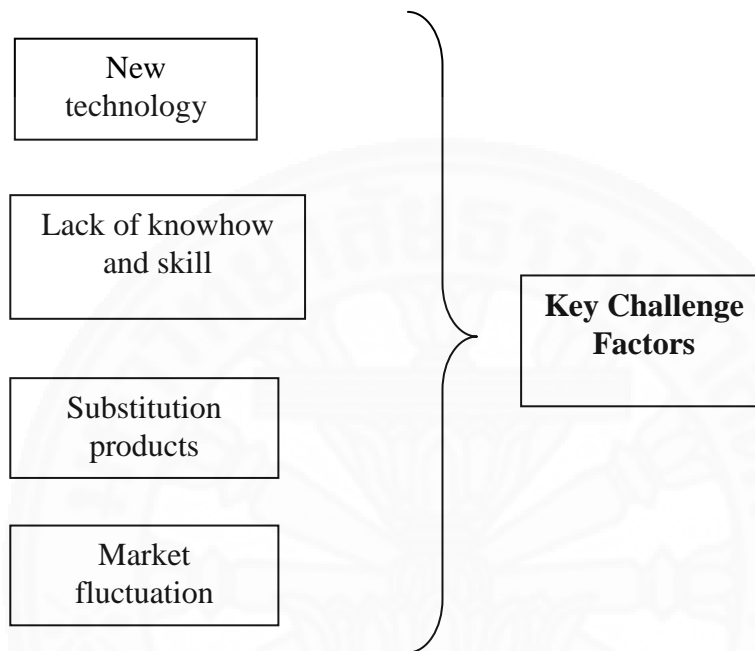 New
technology
Lack of knowhow
and skill
Key Challenge
Factors
Substitution
products
Market
fluctuation